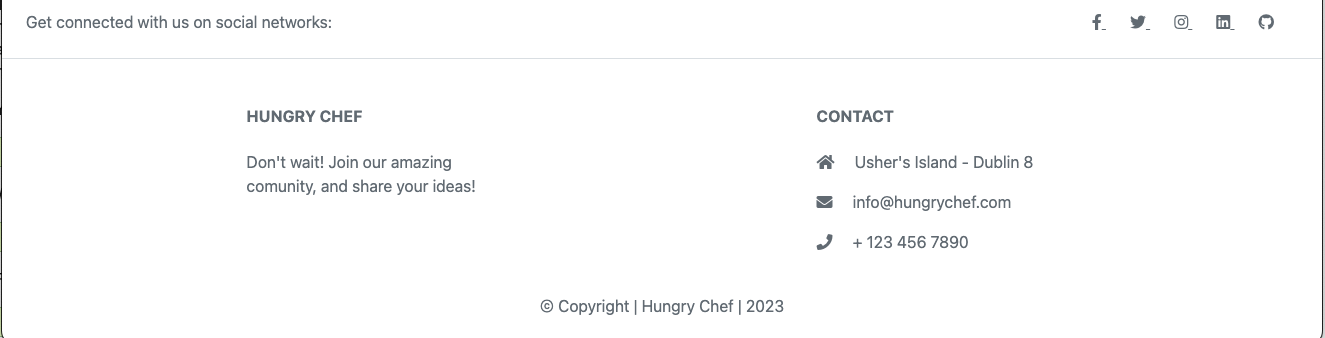 Get connected with us on social networks:
HUNGRY CHEF
Don't wait! Join our amazing
comunity, and share your ideas!
CONTACT
Usher's Island - Dublin 8
info@hungrychef.com
+ 123 456 7890
© Copyright | Hungry Chef | 2023